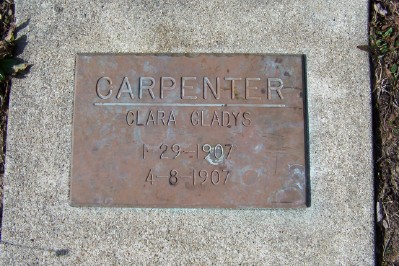 CARPENTER
CLARA GLADYS
1-29-1907
4-8-1907